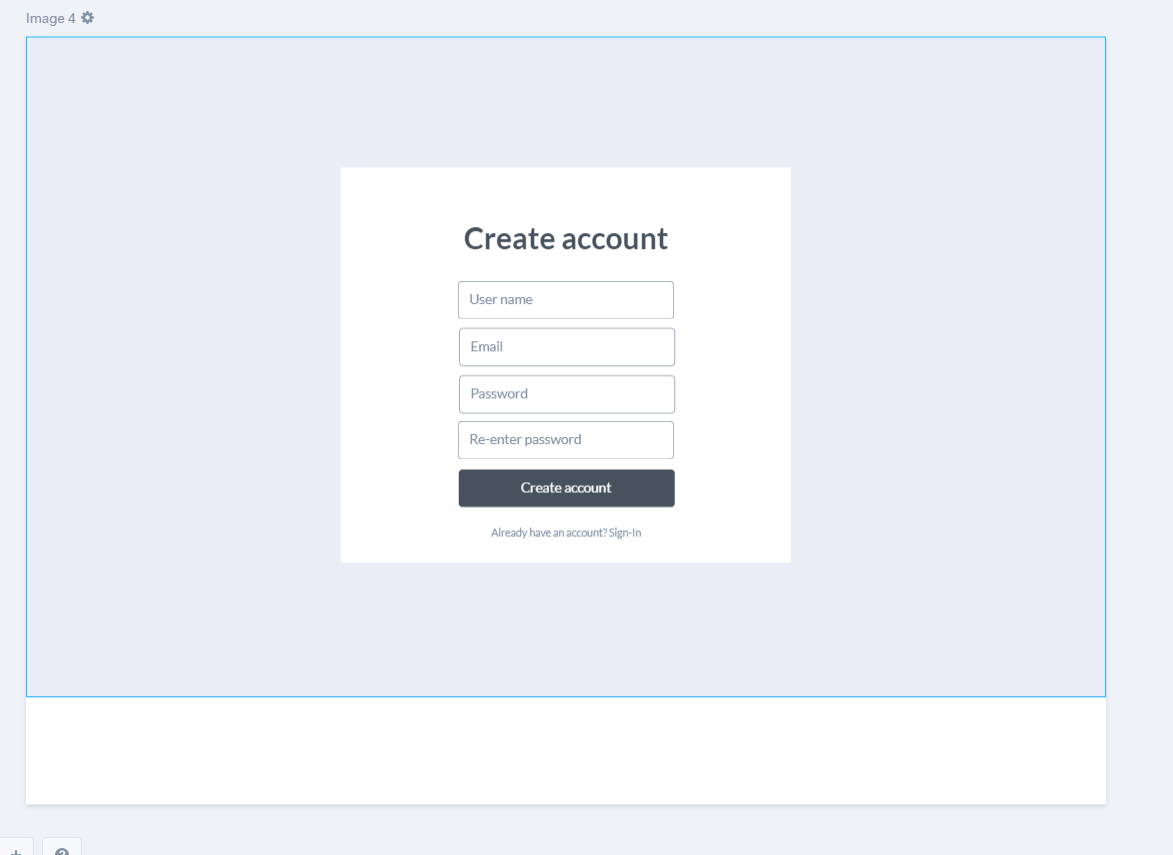 Image 4
Create account
User name
Email
Password
Re-enter password
Create account
Already have an account? Sign-In